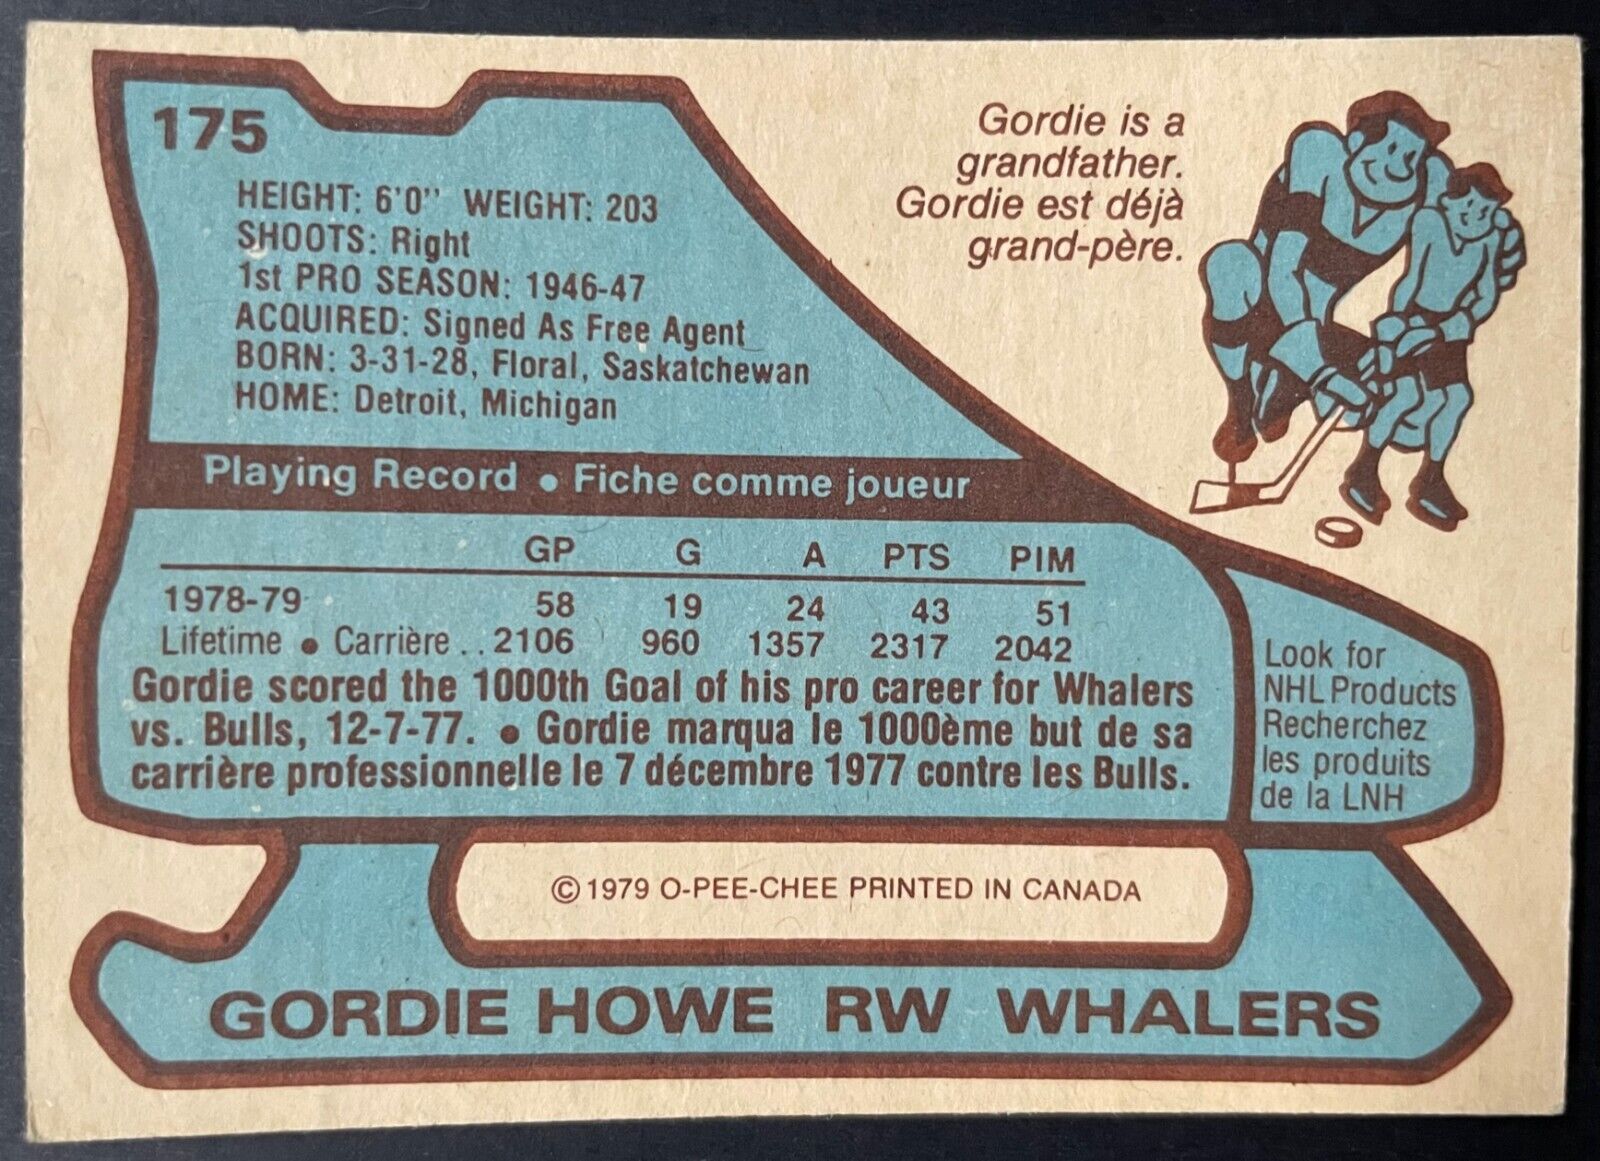 175
HEIGHT: 6'0" WEIGHT: 203
SHOOTS: Right
1st PRO SEASON: 1946-47
ACQUIRED: Signed As Free Agent
BORN: 3-31-28, Floral, Saskatchewan
HOME: Detroit, Michigan
Gordie is a
grandfather.
Gordie est déjà
grand-père.
Playing Record • Fiche comme joueur
GP G A PTS PIM
1978-79 58 19 24 43 51
Lifetime • Carrière .. 2106 960 1357 2317 2042
Gordie scored the 1000th Goal of his pro career for Whalers
vs. Bulls, 12-7-77. • Gordie marqua le 1000ème but de sa
carrière professionnelle le 7 décembre 1977 contre les Bulls.
Look for
NHL Products
Recherchez
les produits
de la LNH
© 1979 O-PEE-CHEE PRINTED IN CANADA
GORDIE HOWE RW WHALERS